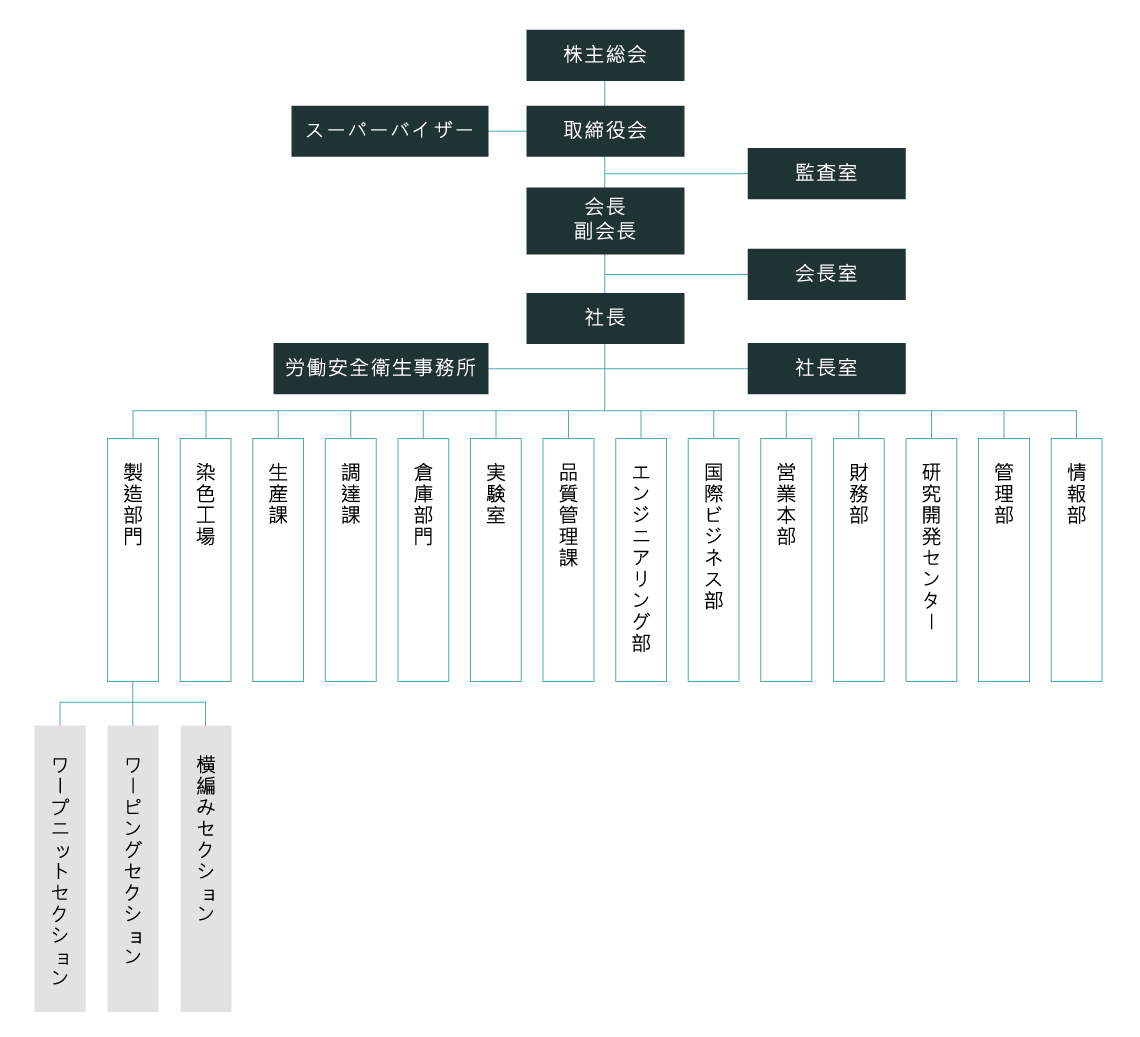 株主総会
スーパーバイザー
取締役会
監査室
会長
副会長
会長室
社長
労働安全衛生事務所
社長室
製造部門
染色工場
生産課
調達課
倉庫部門
実験室
品質管理課
エンジニアリング部
国際ビジネス部
営業本部
財務部
研究開発センター
管理部
情報部
ワープニットセクション
ワーピングセクション
横編みセクション